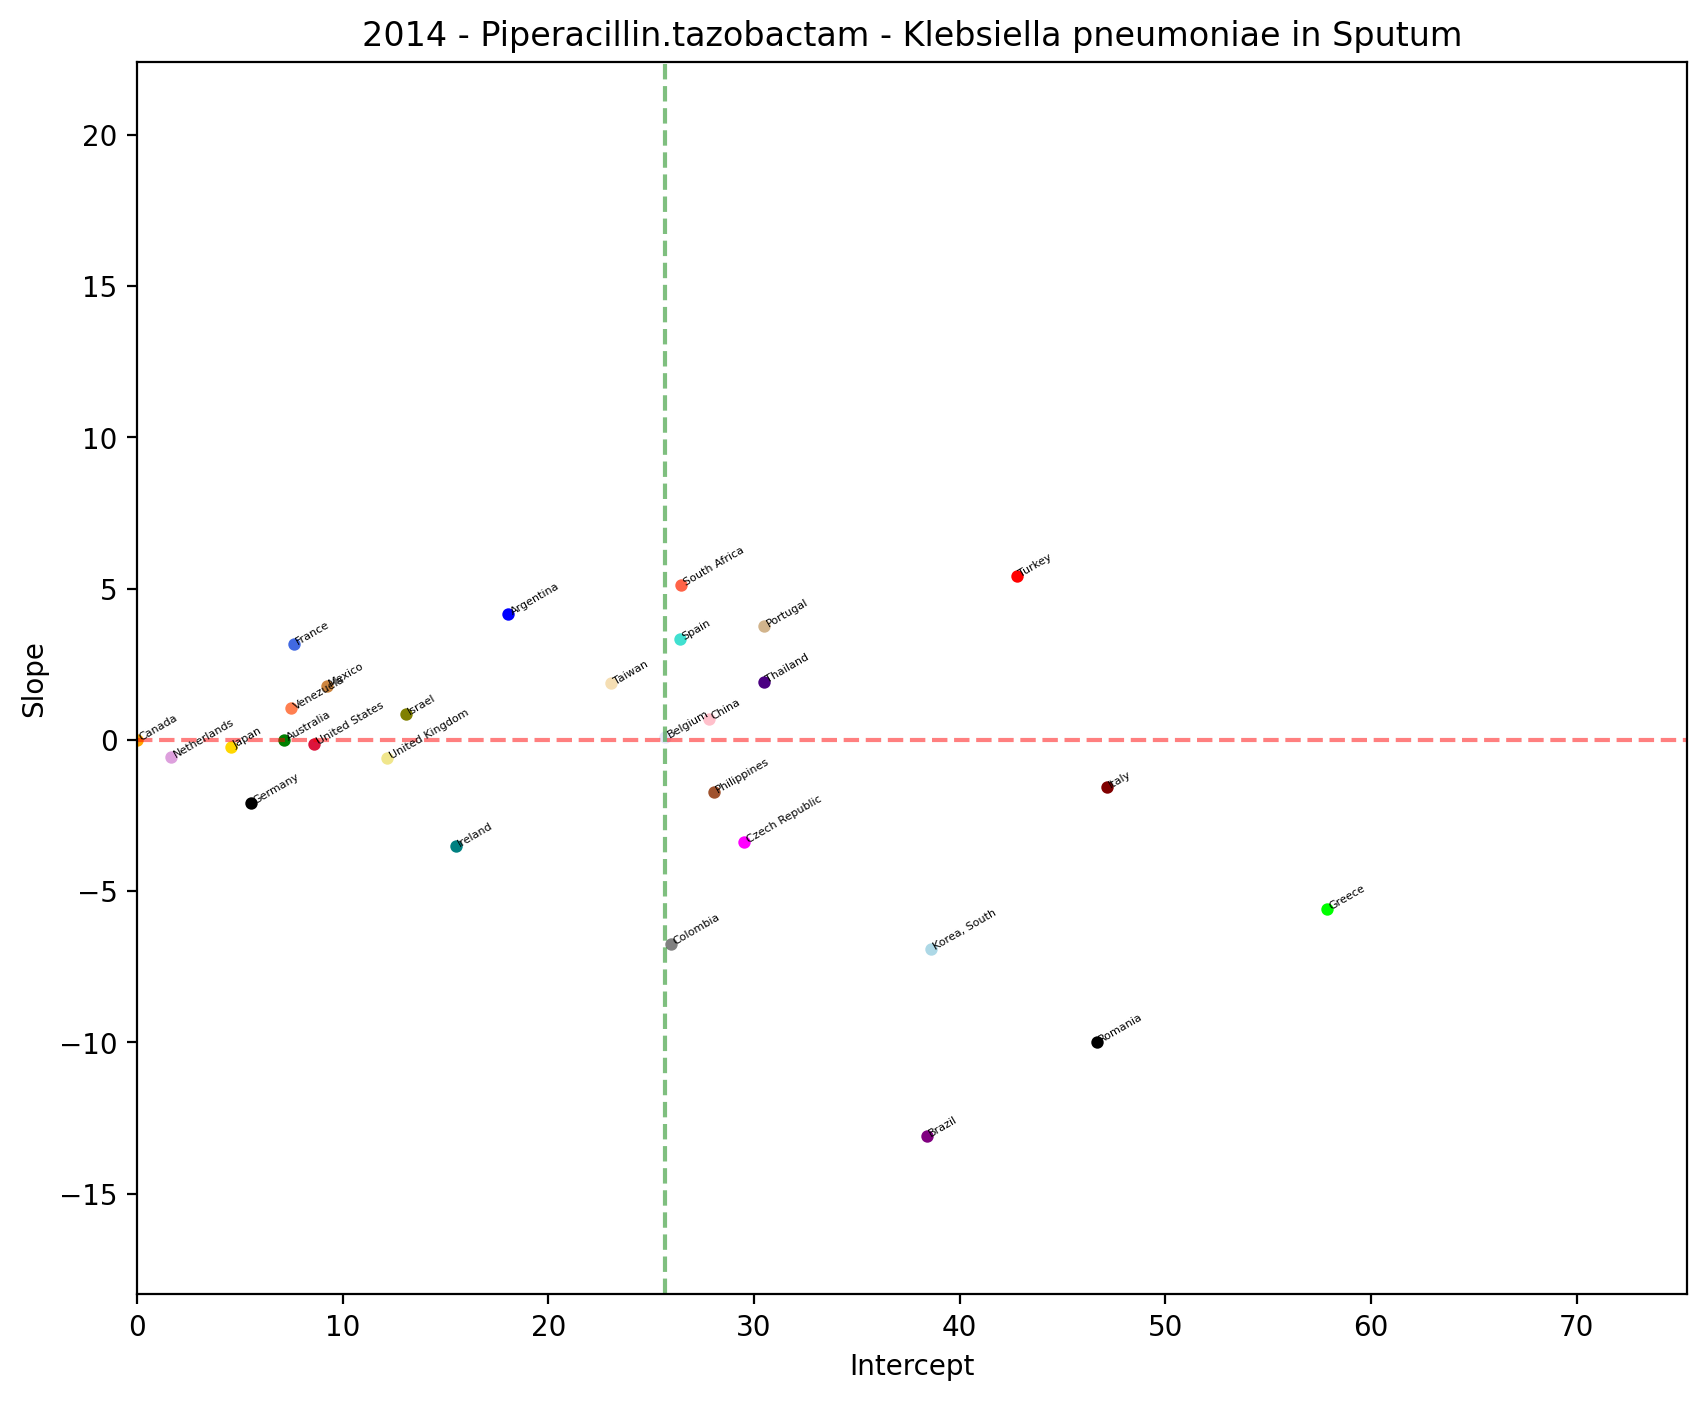 2014 - Piperacillin.tazobactam - Klebsiella pneumoniae in Sputum
20
15
10
5
0
−5
−10
−15
Slope
South Africa
Turkey
Argentina
Portugal
France
Spain
Mexico
Taiwan
Thailand
Venezuela
Israel
China
Canada
Netherlands
Japan
Australia
United States
United Kingdom
Belgium
Germany
Philippines
Italy
Ireland
Czech Republic
Colombia
Korea, South
Greece
Romania
Brazil
0 10 20 30 40 50 60 70
Intercept